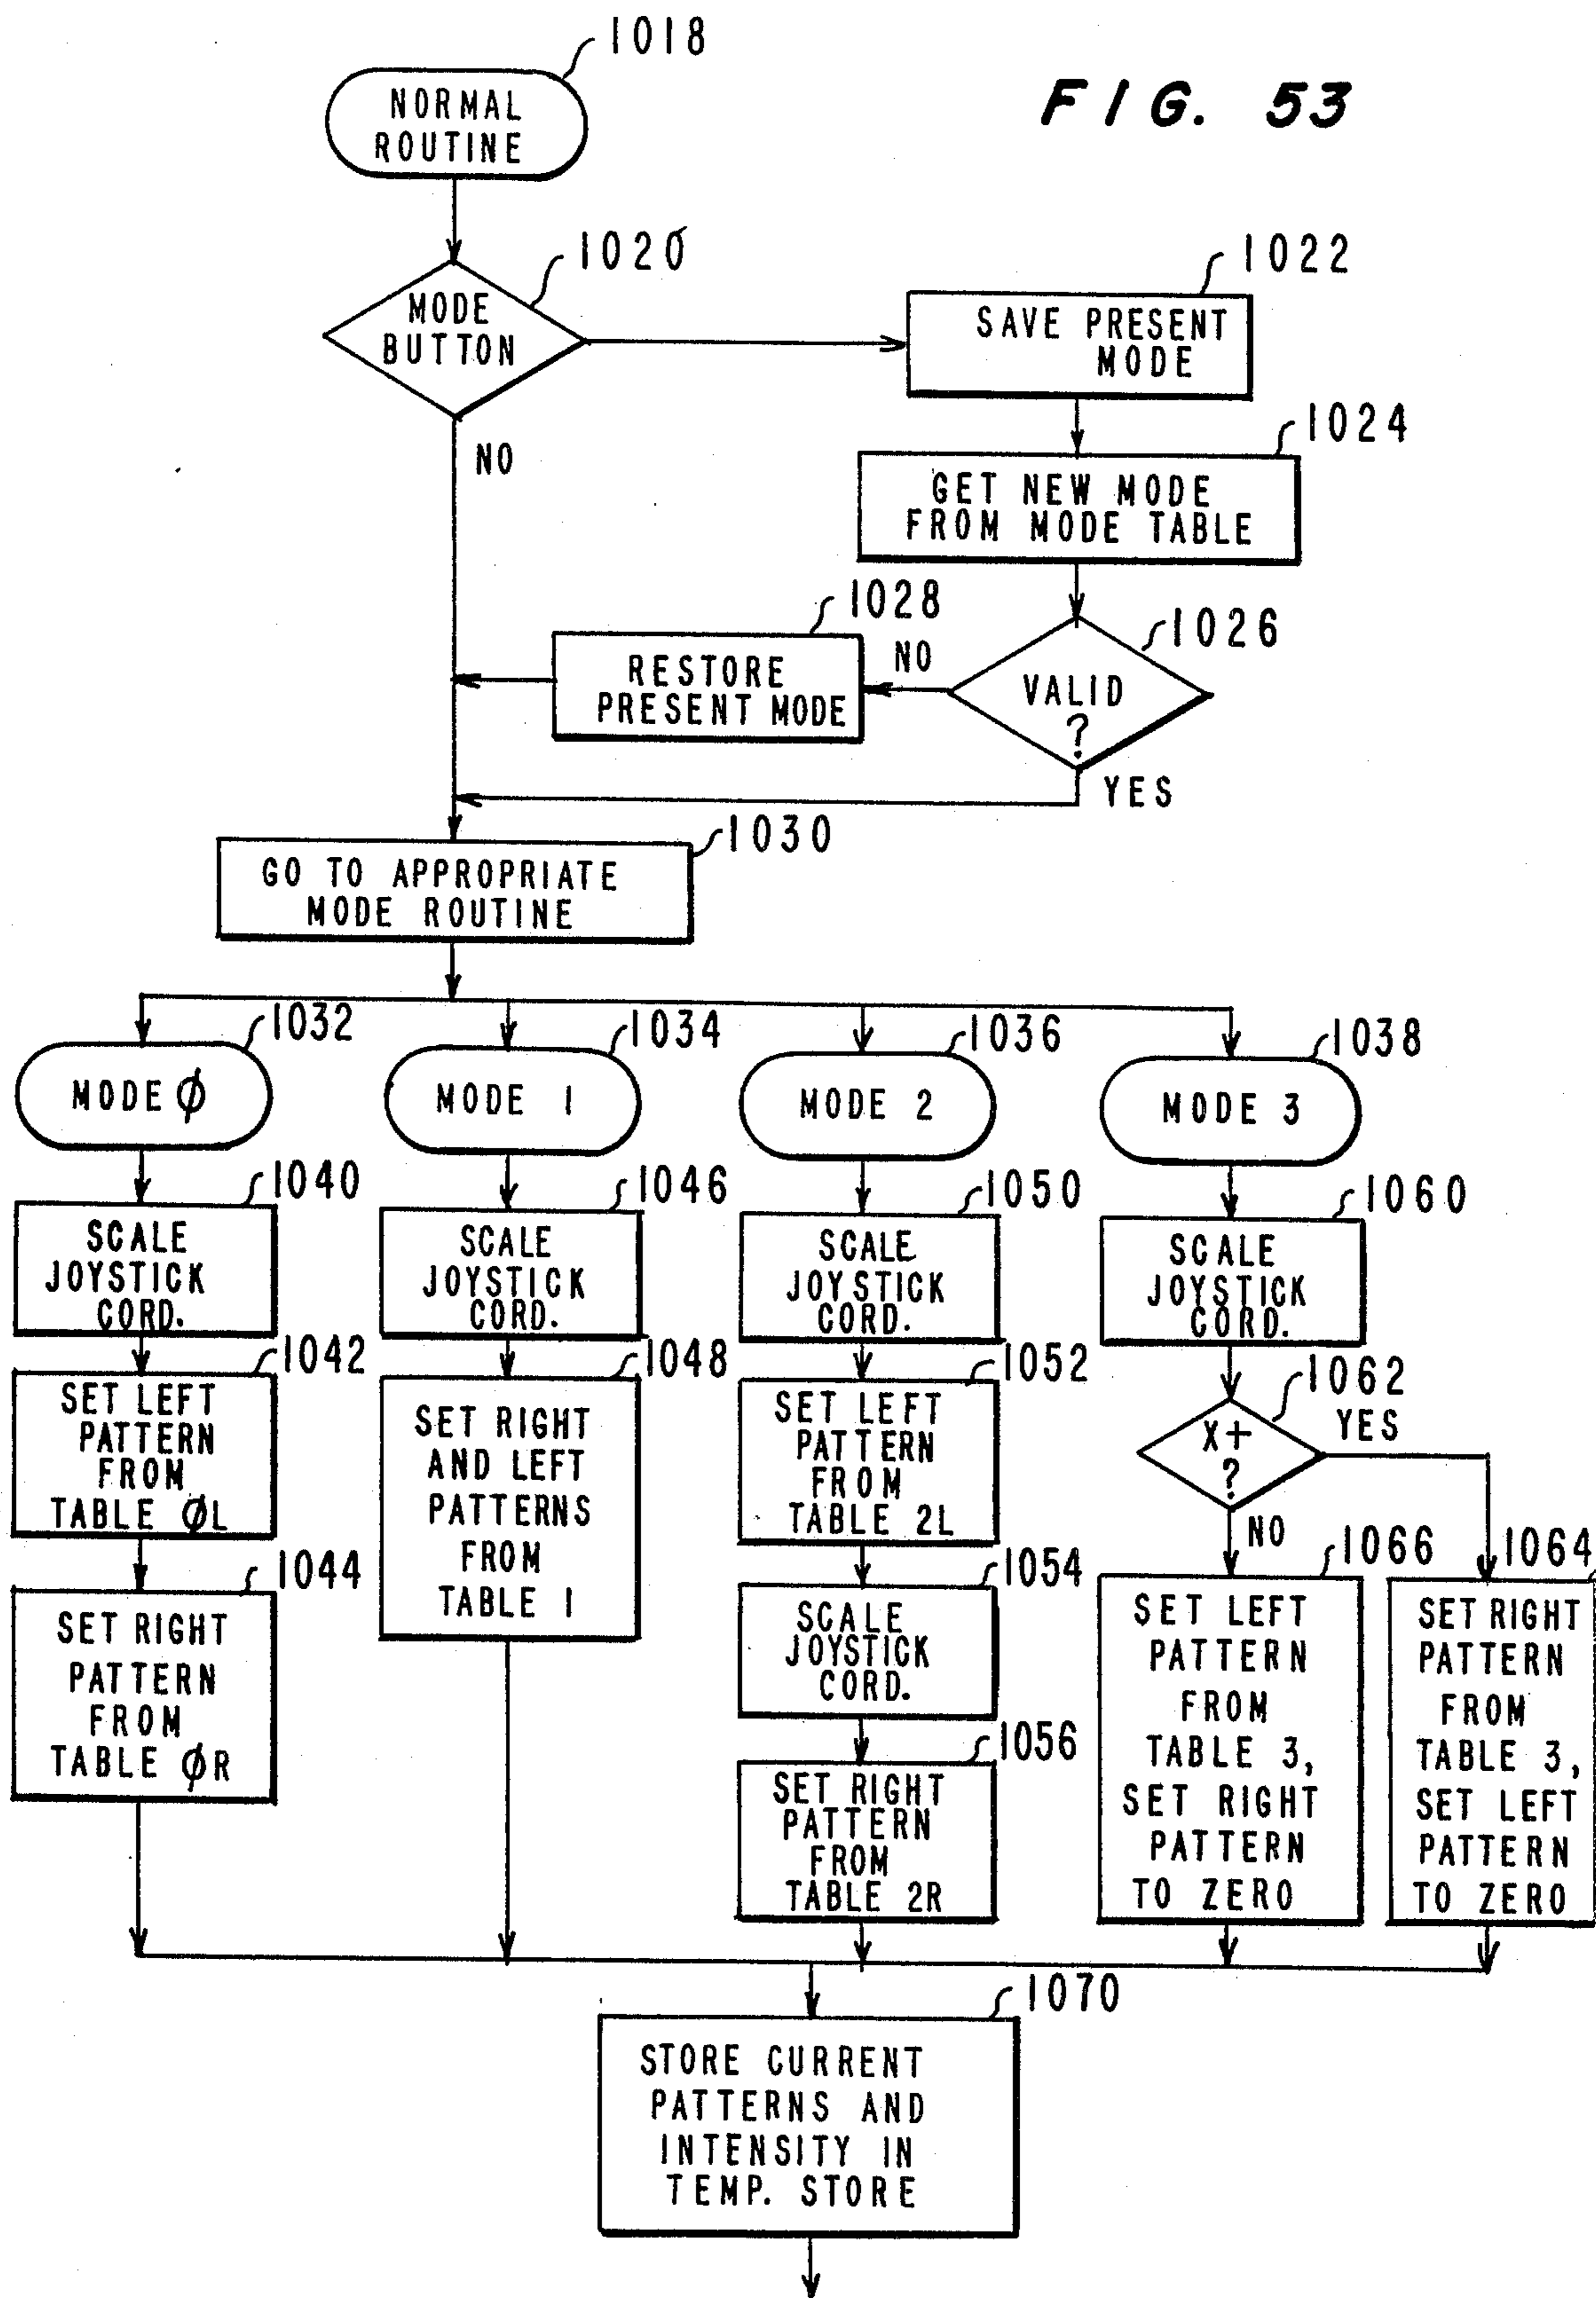 1018
FIG. 53
NORMAL
ROUTINE
1020
MODE
BUTTON
1022
SAVE PRESENT
MODE
NO
1024
GET NEW MODE
FROM MODE TABLE
1028
RESTORE
PRESENT MODE
NO
1026
VALID
?
YES
1030
GO TO APPROPRIATE
MODE ROUTINE
1032
MODE Ø
1034
MODE 1
1036
MODE 2
1038
MODE 3
1040
SCALE
JOYSTICK
CORD.
1042
SET LEFT
PATTERN
FROM
TABLE ØL
1044
SET RIGHT
PATTERN
FROM
TABLE ØR
1046
SCALE
JOYSTICK
CORD.
1048
SET RIGHT
AND LEFT
PATTERNS
FROM
TABLE 1
1050
SCALE
JOYSTICK
CORD.
1052
SET LEFT
PATTERN
FROM
TABLE 2L
1054
SCALE
JOYSTICK
CORD.
1056
SET RIGHT
PATTERN
FROM
TABLE 2R
1060
SCALE
JOYSTICK
CORD.
1062
X+
?
YES
NO
1066
SET LEFT
PATTERN
FROM
TABLE 3,
SET RIGHT
PATTERN
TO ZERO
1064
SET RIGHT
PATTERN
FROM
TABLE 3,
SET LEFT
PATTERN
TO ZERO
1070
STORE CURRENT
PATTERNS AND
INTENSITY IN
TEMP. STORE